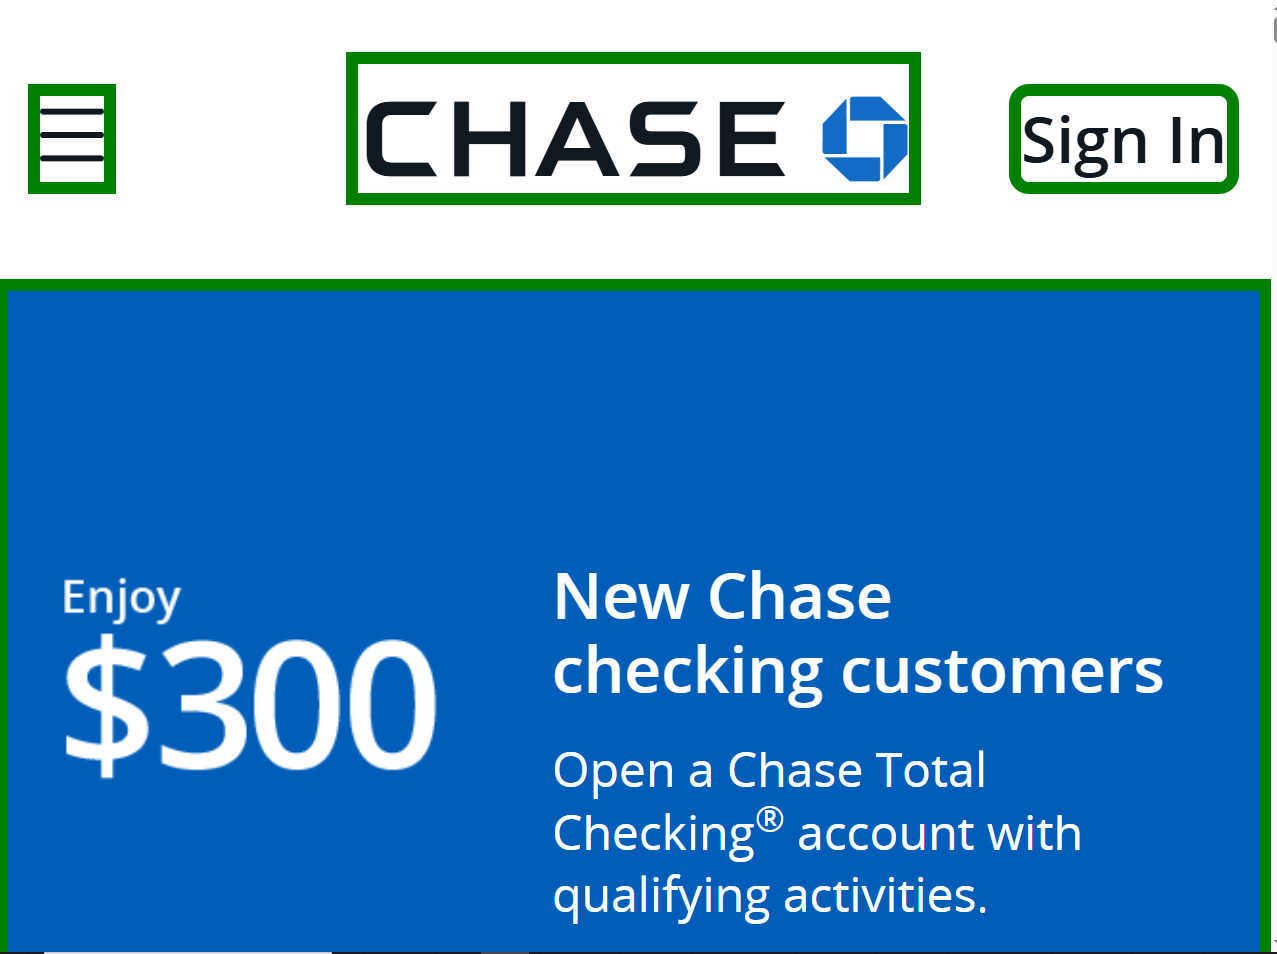 CHASE
Sign In
Enjoy
$300
New Chase
checking customers
Open a Chase Total
Checking® account with
qualifying activities.